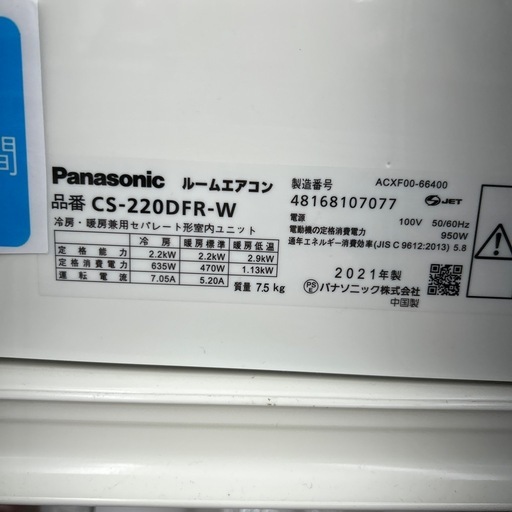 間
Panasonic ルームエアコン
品番 CS-220DFR-W
冷房・暖房兼用セパレート形室内ユニット
冷房 暖房標準 暖房低温
定格能力 2.2kW 2.2kW 2.9kW
定格消費電力 635W 470W 1.13kW
運転電流 7.05A 5.20A
質量 7.5 kg
製造番号 ACXF00-66400
48168107077 JET
電源 100V 50/60Hz
電動機の定格消費電力 950W
通年エネルギー消費効率(JIS C 9612:2013) 5.8
2021年製
PSE パナソニック株式会社
中国製